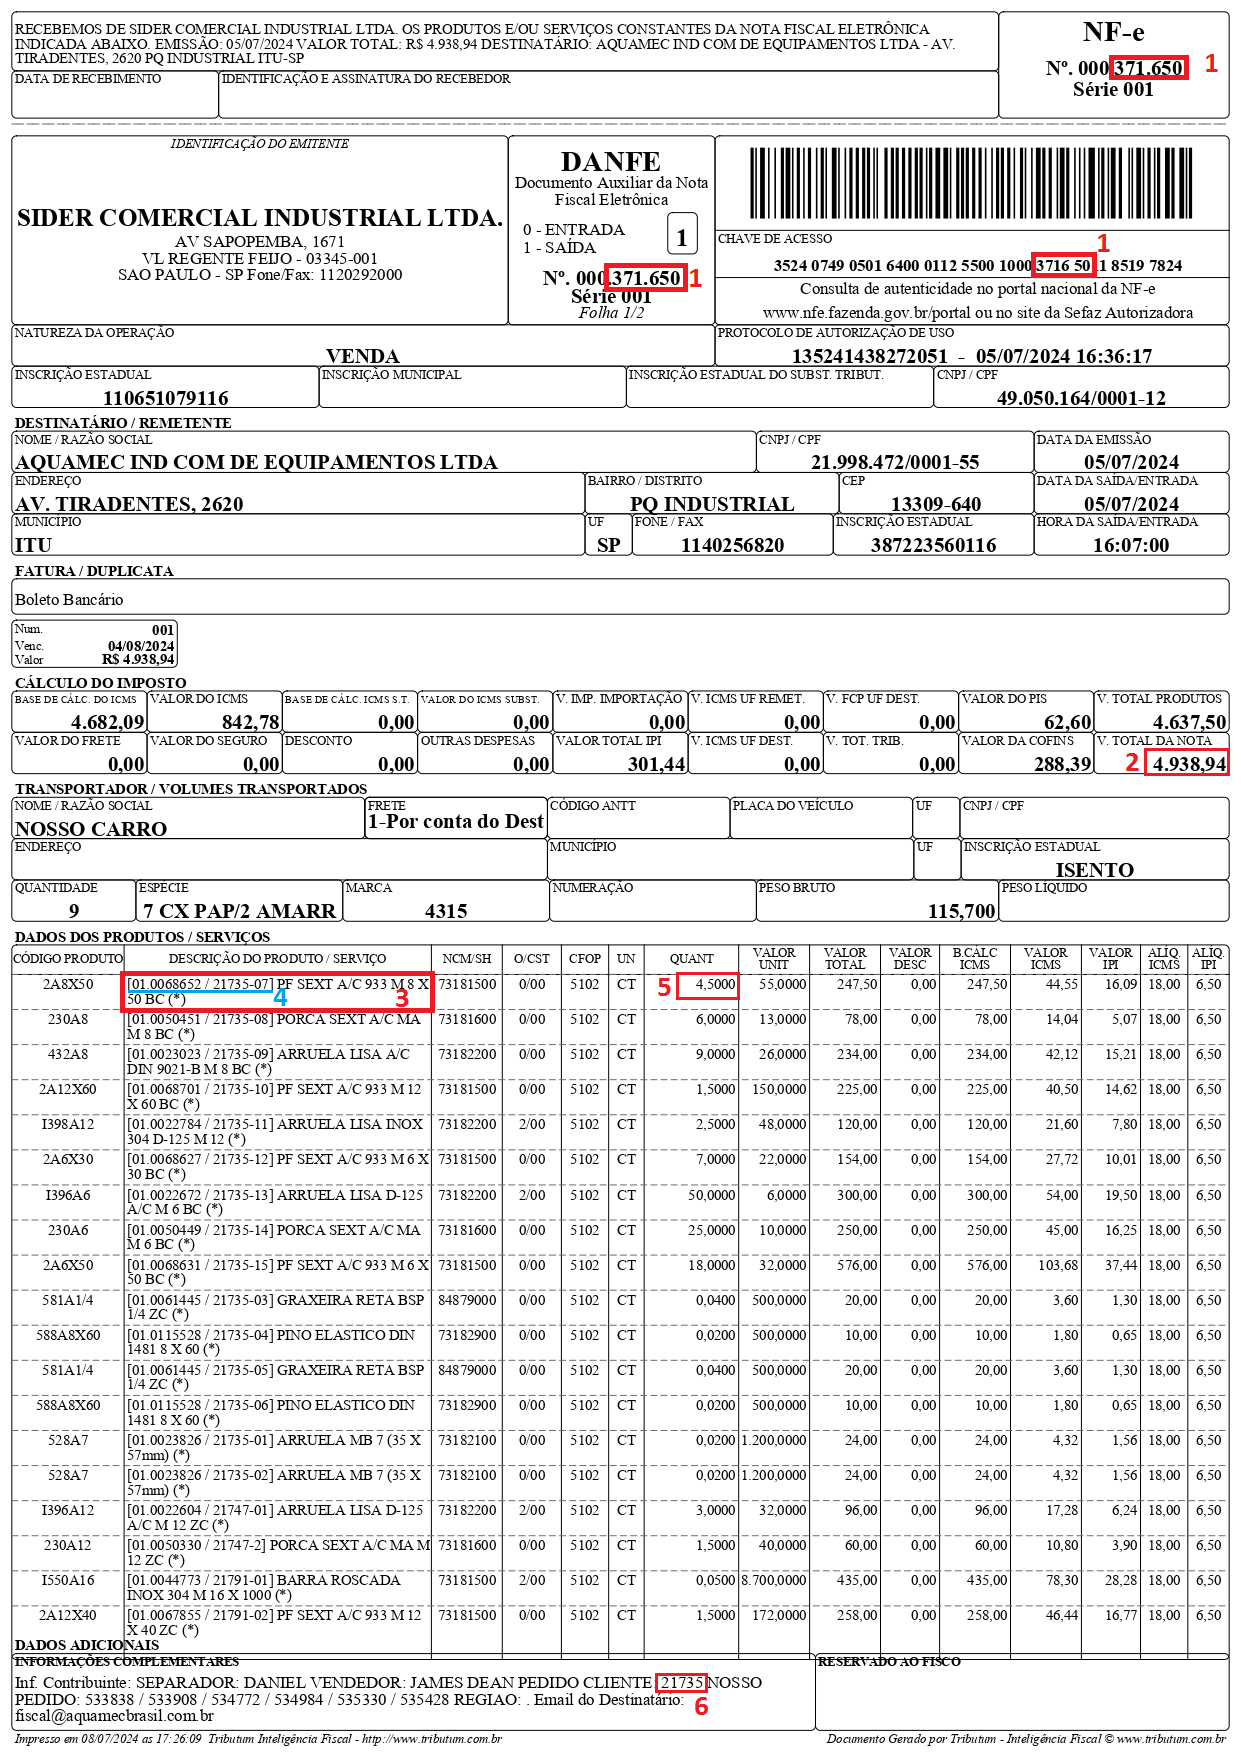 RECEBEMOS DE SIDER COMERCIAL INDUSTRIAL LTDA. OS PRODUTOS E/OU SERVIÇOS CONSTANTES DA NOTA FISCAL ELETRÔNICA
INDICADA ABAIXO. EMISSÃO: 05/07/2024 VALOR TOTAL: R$ 4.938,94 DESTINATÁRIO: AQUAMEC IND COM DE EQUIPAMENTOS LTDA - AV.
TIRADENTES, 2620 PQ INDUSTRIAL ITU-SP
DATA DE RECEBIMENTO IDENTIFICAÇÃO E ASSINATURA DO RECEBEDOR
NF-e
Nº. 000.371.650 1
Série 001
IDENTIFICAÇÃO DO EMITENTE
SIDER COMERCIAL INDUSTRIAL LTDA.
AV SAPOPEMBA, 1671
VL REGENTE FEIJO - 03345-001
SAO PAULO - SP Fone/Fax: 1120292000
DANFE
Documento Auxiliar da Nota
Fiscal Eletrônica
0 - ENTRADA
1 - SAÍDA
1
Nº. 000.371.650 1
Série 001
Folha 1/2
CHAVE DE ACESSO 1
3524 0749 0501 6400 0112 5500 1000 3716 50 1 8519 7824
Consulta de autenticidade no portal nacional da NF-e
www.nfe.fazenda.gov.br/portal ou no site da Sefaz Autorizadora
NATUREZA DA OPERAÇÃO PROTOCOLO DE AUTORIZAÇÃO DE USO
VENDA 135241438272051 - 05/07/2024 16:36:17
INSCRIÇÃO ESTADUAL INSCRIÇÃO MUNICIPAL INSCRIÇÃO ESTADUAL DO SUBST. TRIBUT. CNPJ / CPF
110651079116 49.050.164/0001-12
DESTINATÁRIO / REMETENTE
NOME / RAZÃO SOCIAL CNPJ / CPF DATA DA EMISSÃO
AQUAMEC IND COM DE EQUIPAMENTOS LTDA 21.998.472/0001-55 05/07/2024
ENDEREÇO BAIRRO / DISTRITO CEP DATA DA SAÍDA/ENTRADA
AV. TIRADENTES, 2620 PQ INDUSTRIAL 13309-640 05/07/2024
MUNICÍPIO UF FONE / FAX INSCRIÇÃO ESTADUAL HORA DA SAÍDA/ENTRADA
ITU SP 1140256820 387223560116 16:07:00
FATURA / DUPLICATA
Boleto Bancário
Num. 001
Venc. 04/08/2024
Valor R$ 4.938,94
CÁLCULO DO IMPOSTO
BASE DE CÁLC. DO ICMS VALOR DO ICMS BASE DE CÁLC. ICMS S.T. VALOR DO ICMS SUBST. V. IMP. IMPORTAÇÃO V. ICMS UF REMET. V. FCP UF DEST. VALOR DO PIS V. TOTAL PRODUTOS
4.682,09 842,78 0,00 0,00 0,00 0,00 0,00 62,60 4.637,50
VALOR DO FRETE VALOR DO SEGURO DESCONTO OUTRAS DESPESAS VALOR TOTAL IPI V. ICMS UF DEST. V. TOT. TRIB. VALOR DA COFINS V. TOTAL DA NOTA
0,00 0,00 0,00 0,00 301,44 0,00 0,00 288,39 2 4.938,94
TRANSPORTADOR / VOLUMES TRANSPORTADOS
NOME / RAZÃO SOCIAL FRETE CÓDIGO ANTT PLACA DO VEÍCULO UF CNPJ / CPF
NOSSO CARRO 1-Por conta do Dest
ENDEREÇO MUNICÍPIO UF INSCRIÇÃO ESTADUAL
ISENTO
QUANTIDADE ESPÉCIE MARCA NUMERAÇÃO PESO BRUTO PESO LÍQUIDO
9 7 CX PAP/2 AMARR 4315 115,700
DADOS DOS PRODUTOS / SERVIÇOS
CÓDIGO PRODUTO DESCRIÇÃO DO PRODUTO / SERVIÇO NCM/SH O/CST CFOP UN QUANT VALOR UNIT VALOR TOTAL VALOR DESC B.CÁLC ICMS VALOR ICMS VALOR IPI ALÍQ. ICMS ALÍQ. IPI
2A8X50 [01.0068652 / 21735-07] PF SEXT A/C 933 M 8 X 73181500 0/00 5102 CT 5 4,5000 55,0000 247,50 0,00 247,50 44,55 16,09 18,00 6,50
50 BC (*) 4 3
230A8 [01.0050451 / 21735-08] PORCA SEXT A/C MA 73181600 0/00 5102 CT 6,0000 13,0000 78,00 0,00 78,00 14,04 5,07 18,00 6,50
M 8 BC (*)
432A8 [01.0023023 / 21735-09] ARRUELA LISA A/C 73182200 0/00 5102 CT 9,0000 26,0000 234,00 0,00 234,00 42,12 15,21 18,00 6,50
DIN 9021-B M 8 BC (*)
2A12X60 [01.0068701 / 21735-10] PF SEXT A/C 933 M 12 73181500 0/00 5102 CT 1,5000 150,0000 225,00 0,00 225,00 40,50 14,62 18,00 6,50
X 60 BC (*)
I398A12 [01.0022784 / 21735-11] ARRUELA LISA INOX 73182200 2/00 5102 CT 2,5000 48,0000 120,00 0,00 120,00 21,60 7,80 18,00 6,50
304 D-125 M 12 (*)
2A6X30 [01.0068627 / 21735-12] PF SEXT A/C 933 M 6 X 73181500 0/00 5102 CT 7,0000 22,0000 154,00 0,00 154,00 27,72 10,01 18,00 6,50
30 BC (*)
I396A6 [01.0022672 / 21735-13] ARRUELA LISA D-125 73182200 2/00 5102 CT 50,0000 6,0000 300,00 0,00 300,00 54,00 19,50 18,00 6,50
A/C M 6 BC (*)
230A6 [01.0050449 / 21735-14] PORCA SEXT A/C MA 73181600 0/00 5102 CT 25,0000 10,0000 250,00 0,00 250,00 45,00 16,25 18,00 6,50
M 6 BC (*)
2A6X50 [01.0068631 / 21735-15] PF SEXT A/C 933 M 6 X 73181500 0/00 5102 CT 18,0000 32,0000 576,00 0,00 576,00 103,68 37,44 18,00 6,50
50 BC (*)
581A1/4 [01.0061445 / 21735-03] GRAXEIRA RETA BSP 84879000 0/00 5102 CT 0,0400 500,0000 20,00 0,00 20,00 3,60 1,30 18,00 6,50
1/4 ZC (*)
588A8X60 [01.0115528 / 21735-04] PINO ELASTICO DIN 73182900 0/00 5102 CT 0,0200 500,0000 10,00 0,00 10,00 1,80 0,65 18,00 6,50
1481 8 X 60 (*)
581A1/4 [01.0061445 / 21735-05] GRAXEIRA RETA BSP 84879000 0/00 5102 CT 0,0400 500,0000 20,00 0,00 20,00 3,60 1,30 18,00 6,50
1/4 ZC (*)
588A8X60 [01.0115528 / 21735-06] PINO ELASTICO DIN 73182900 0/00 5102 CT 0,0200 500,0000 10,00 0,00 10,00 1,80 0,65 18,00 6,50
1481 8 X 60 (*)
528A7 [01.0023826 / 21735-01] ARRUELA MB 7 (35 X 73182100 0/00 5102 CT 0,0200 1.200,0000 24,00 0,00 24,00 4,32 1,56 18,00 6,50
57mm) (*)
528A7 [01.0023826 / 21735-02] ARRUELA MB 7 (35 X 73182100 0/00 5102 CT 0,0200 1.200,0000 24,00 0,00 24,00 4,32 1,56 18,00 6,50
57mm) (*)
I396A12 [01.0022604 / 21747-01] ARRUELA LISA D-125 73182200 2/00 5102 CT 3,0000 32,0000 96,00 0,00 96,00 17,28 6,24 18,00 6,50
A/C M 12 ZC (*)
230A12 [01.0050330 / 21747-2] PORCA SEXT A/C MA M 73181600 0/00 5102 CT 1,5000 40,0000 60,00 0,00 60,00 10,80 3,90 18,00 6,50
12 ZC (*)
I550A16 [01.0044773 / 21791-01] BARRA ROSCADA 73181500 2/00 5102 CT 0,0500 8.700,0000 435,00 0,00 435,00 78,30 28,28 18,00 6,50
INOX 304 M 16 X 1000 (*)
2A12X40 [01.0067855 / 21791-02] PF SEXT A/C 933 M 12 73181500 0/00 5102 CT 1,5000 172,0000 258,00 0,00 258,00 46,44 16,77 18,00 6,50
X 40 ZC (*)
DADOS ADICIONAIS
INFORMAÇÕES COMPLEMENTARES RESERVADO AO FISCO
Inf. Contribuinte: SEPARADOR: DANIEL VENDEDOR: JAMES DEAN PEDIDO CLIENTE: 21735 NOSSO
PEDIDO: 533838 / 533908 / 534772 / 534984 / 535330 / 535428 REGIAO: . Email do Destinatário: 6
fiscal@aquamecbrasil.com.br
Impresso em 08/07/2024 as 17:26:09 Tributum Inteligência Fiscal - http://www.tributum.com.br Documento Gerado por Tributum - Inteligência Fiscal © www.tributum.com.br